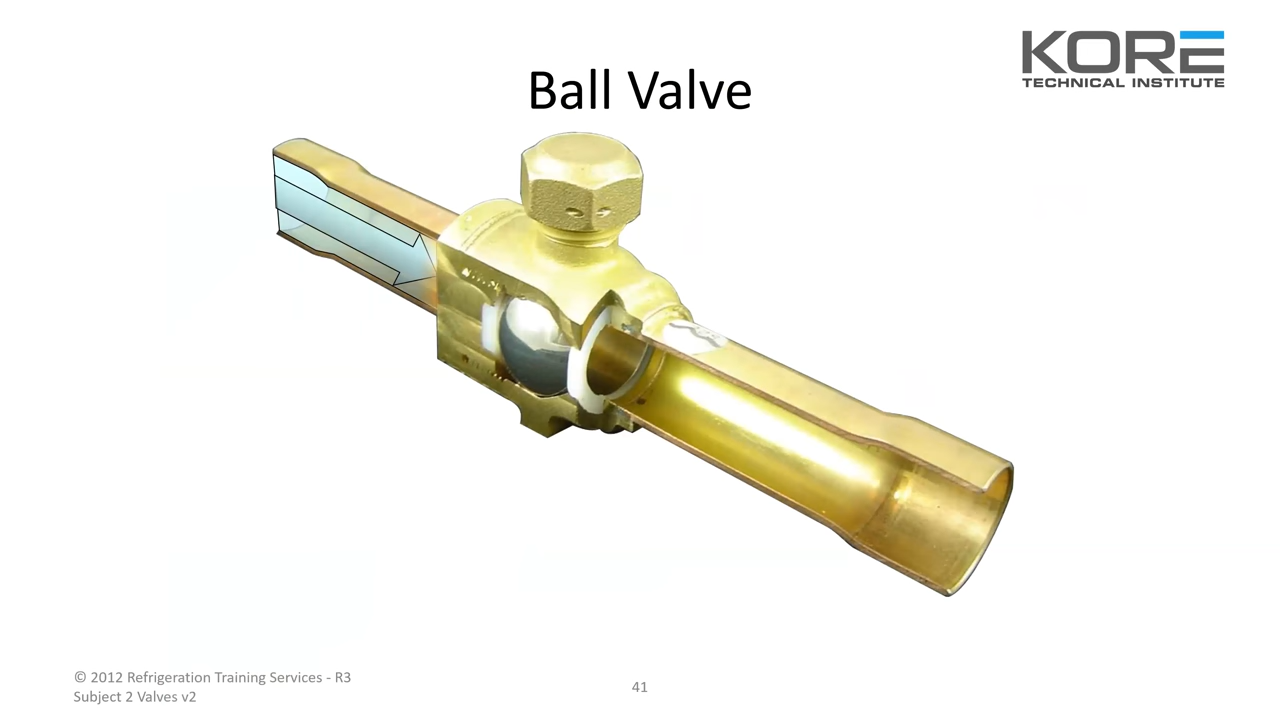 KORE
TECHNICAL INSTITUTE
Ball Valve
© 2012 Refrigeration Training Services - R3
Subject 2 Valves v2
41